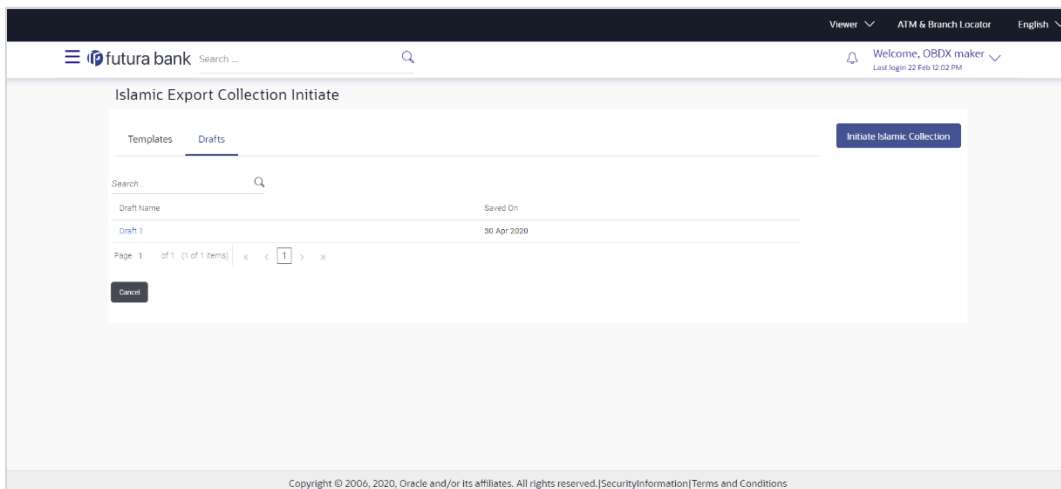 Viewer ATM & Branch Locator English
futura bank Search ... Welcome, OBDX maker
Last login 22 Feb 12:02 PM
Islamic Export Collection Initiate
Templates Drafts Initiate Islamic Collection
Search...
Draft Name Saved On
Draft 1 30 Apr 2020
Page 1 of 1 (1 of 1 items) K < 1 > Ж
Cancel
Copyright © 2006, 2020, Oracle and/or its affiliates. All rights reserved.|SecurityInformation|Terms and Conditions